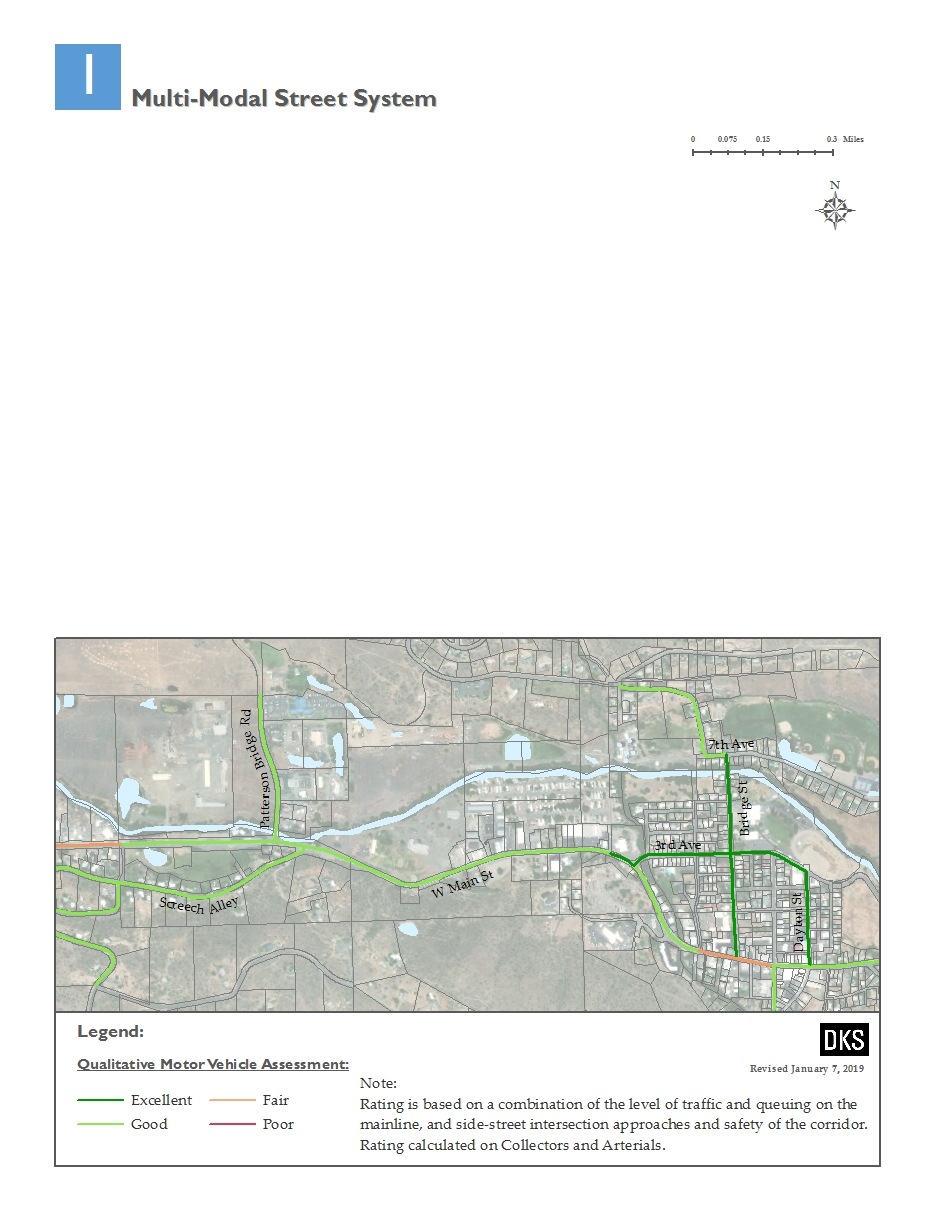 1
Multi-Modal Street System
0 0.075 0.15 0.3 Miles
N
7th Ave
Patterson Bridge Rd
Bridge St
3rd Ave
W Main St
Screech Alley
Dayton St
Legend:
DKS
Qualitative Motor Vehicle Assessment:
Revised January 7, 2019
Excellent
Fair
Good
Poor
Note:
Rating is based on a combination of the level of traffic and queuing on the
mainline, and side-street intersection approaches and safety of the corridor.
Rating calculated on Collectors and Arterials.